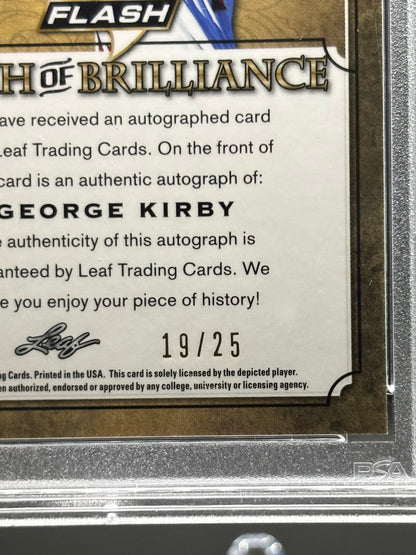 FLASH
H OF BRILLIANCE
ave received an autographed card
Leaf Trading Cards. On the front of
card is an authentic autograph of:
GEORGE KIRBY
e authenticity of this autograph is
ranteed by Leaf Trading Cards. We
e you enjoy your piece of history!
Leaf 19/25
ng Cards. Printed in the USA. This card is solely licensed by the depicted player.
en authorized, endorsed or approved by any college, university or licensing agency.
PSA